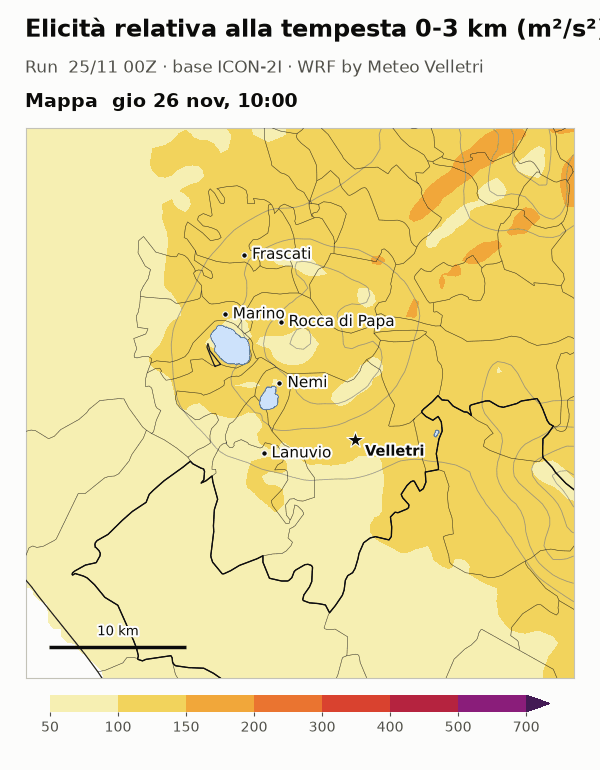 Elicità relativa alla tempesta 0-3 km (m²/s²)
Run 25/11 00Z · base ICON-2I · WRF by Meteo Velletri
Mappa gio 26 nov, 10:00
Frascati
Marino
Rocca di Papa
Nemi
Velletri
Lanuvio
10 km
50 100 150 200 300 400 500 700